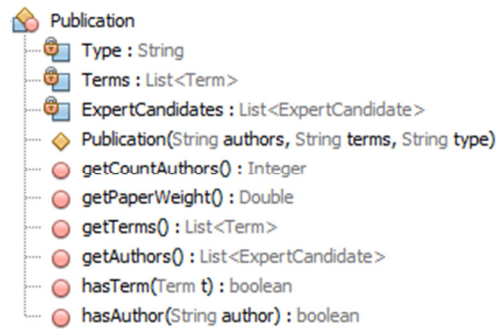 Publication
Type : String
Terms : List<Term>
ExpertCandidates : List<ExpertCandidate>
Publication(String authors, String terms, String type)
getCountAuthors() : Integer
getPaperWeight() : Double
getTerms() : List<Term>
getAuthors() : List<ExpertCandidate>
hasTerm(Term t) : boolean
hasAuthor(String author) : boolean